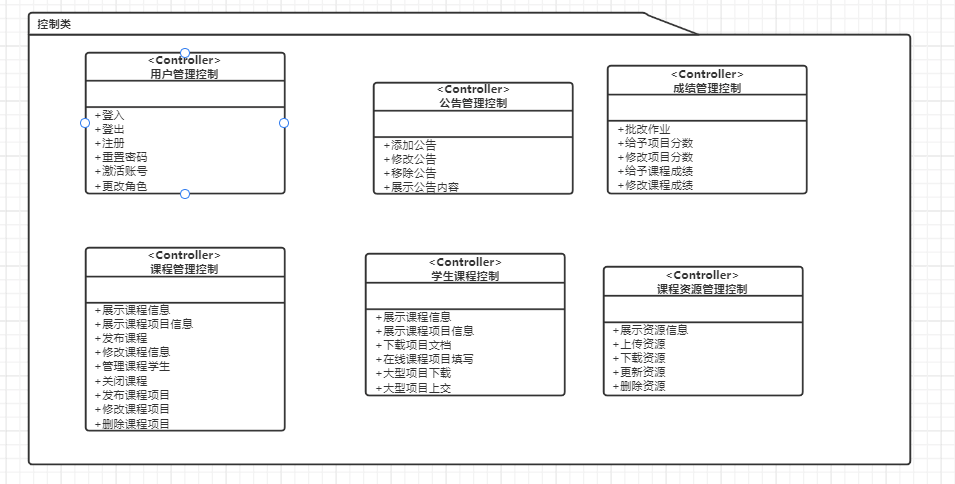 控制类
<Controller>
用户管理控制
+登入
+登出
+注册
+重置密码
+激活账号
+更改角色
<Controller>
公告管理控制
+添加公告
+修改公告
+移除公告
+展示公告内容
<Controller>
成绩管理控制
+批改作业
+给予项目分数
+修改项目分数
+给予课程成绩
+修改课程成绩
<Controller>
课程管理控制
+展示课程信息
+展示课程项目信息
+发布课程
+修改课程信息
+管理课程学生
+关闭课程
+发布课程项目
+修改课程项目
+删除课程项目
<Controller>
学生课程控制
+展示课程信息
+展示课程项目信息
+下载项目文档
+在线课程项目填写
+大型项目下载
+大型项目上交
<Controller>
课程资源管理控制
+展示资源信息
+上传资源
+下载资源
+更新资源
+删除资源